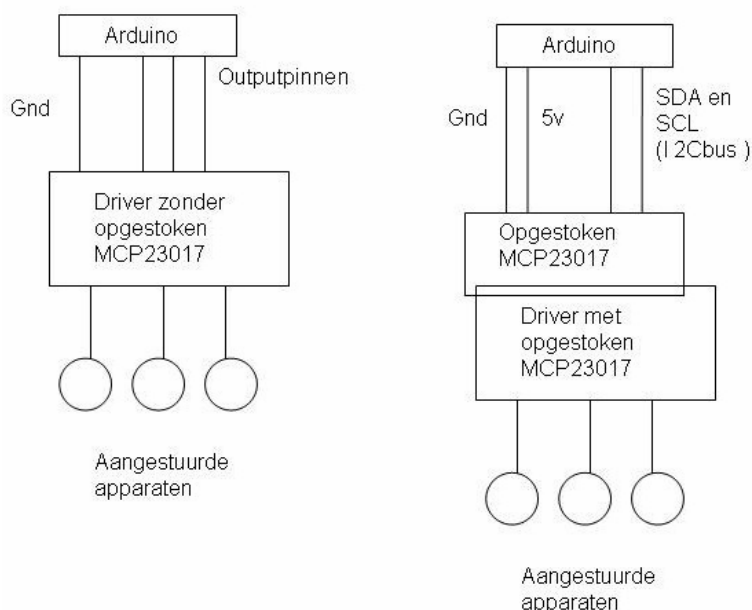 Arduino
Outputpinnen
Gnd
Driver zonder
opgestoken
MCP23017
Aangestuurde
apparaten
Arduino
Gnd
5v
SDA en
SCL
(I2Cbus )
Opgestoken
MCP23017
Driver met
opgestoken
MCP23017
Aangestuurde
apparaten